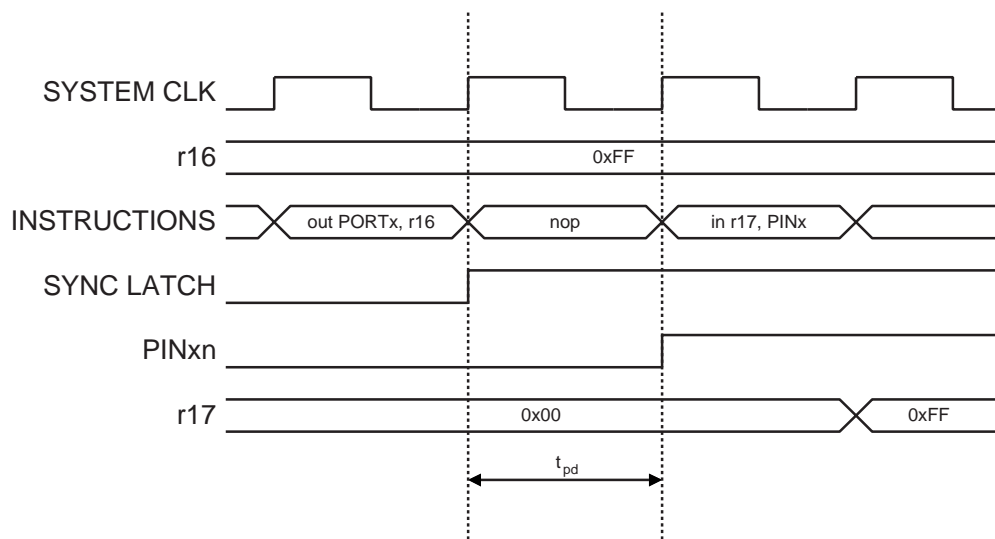 SYSTEM CLK
r16
0xFF
INSTRUCTIONS
out PORTx, r16
nop
in r17, PINx
SYNC LATCH
PINxn
r17
0x00
0xFF
tpd